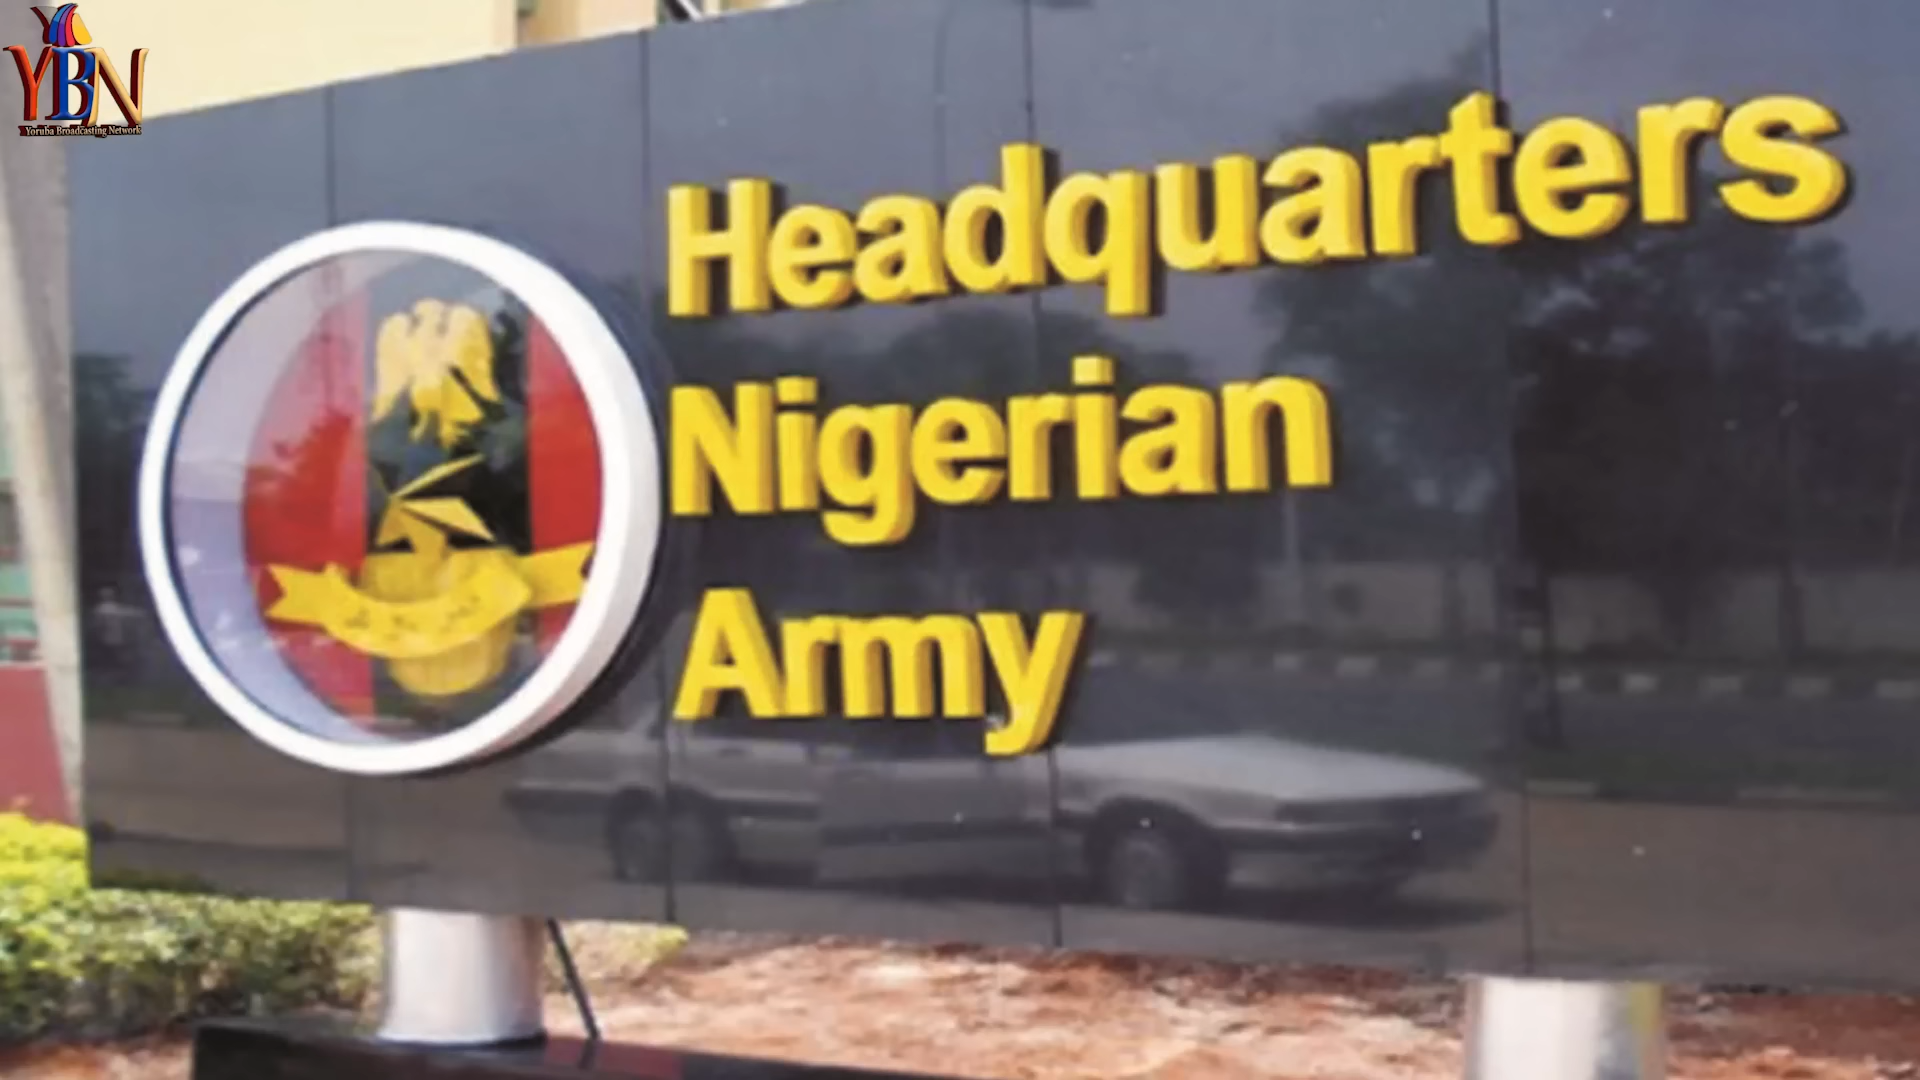 YBN
Yoruba Broadcasting Network
Headquarters
Nigerian
Army